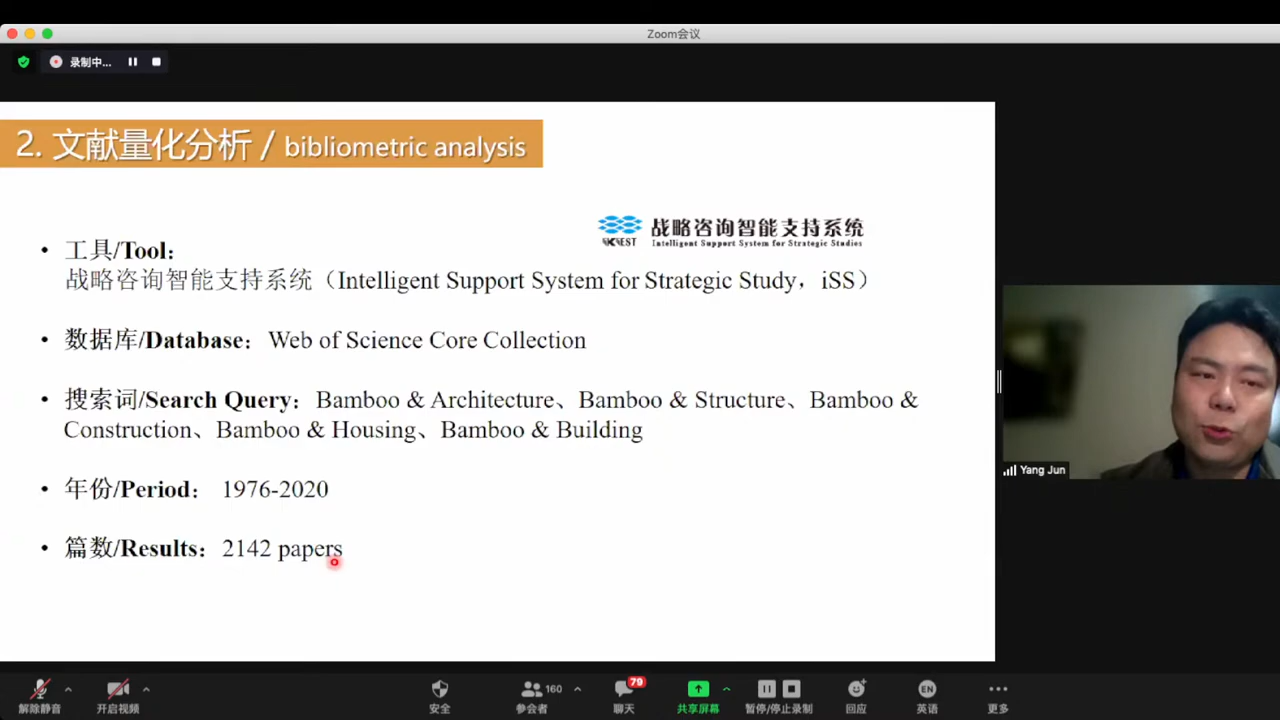 Zoom会议
录制中...
2. 文献量化分析 / bibliometric analysis
战略咨询智能支持系统
Intelligent Support System for Strategic Studies
• 工具/Tool:
战略咨询智能支持系统（Intelligent Support System for Strategic Study，iSS）
• 数据库/Database：Web of Science Core Collection
• 搜索词/Search Query：Bamboo & Architecture、Bamboo & Structure、Bamboo &
Construction、Bamboo & Housing、Bamboo & Building
• 年份/Period： 1976-2020
• 篇数/Results：2142 papers
Yang Jun
解除静音
开启视频
安全
160
参会者
79
聊天
共享屏幕
暂停/停止录制
回应
EN
英语
更多